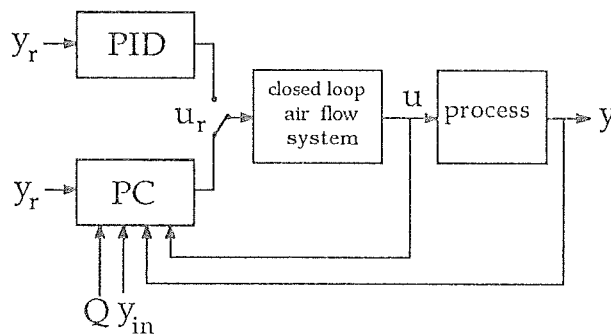 y_r
PID
u_r
closed loop
air flow
system
u
process
y
y_r
PC
Q
y_in